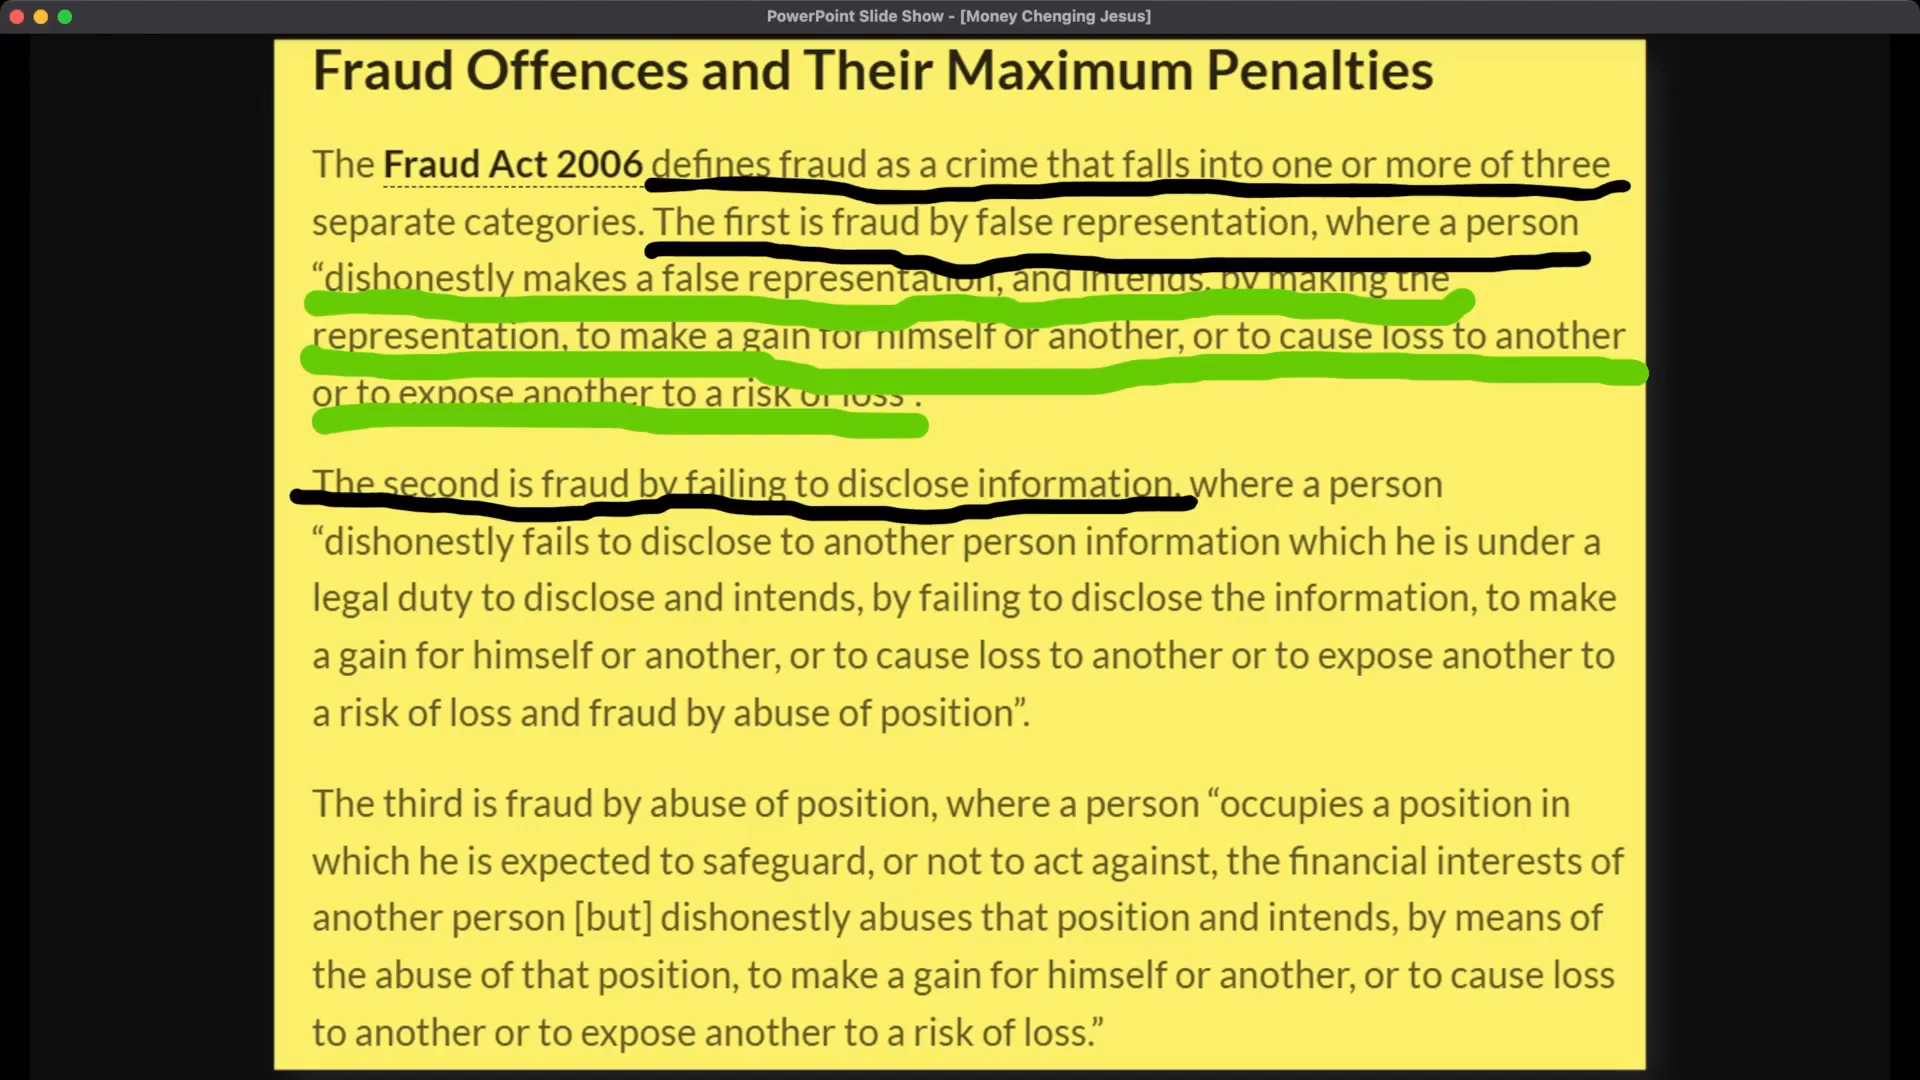 PowerPoint Slide Show - [Money Chenging Jesus]
Fraud Offences and Their Maximum Penalties
The Fraud Act 2006 defines fraud as a crime that falls into one or more of three
separate categories. The first is fraud by false representation, where a person
“dishonestly makes a false representation, and intends, by making the
representation, to make a gain for himself or another, or to cause loss to another
or to expose another to a risk of loss”.
The second is fraud by failing to disclose information, where a person
“dishonestly fails to disclose to another person information which he is under a
legal duty to disclose and intends, by failing to disclose the information, to make
a gain for himself or another, or to cause loss to another or to expose another to
a risk of loss and fraud by abuse of position”.
The third is fraud by abuse of position, where a person “occupies a position in
which he is expected to safeguard, or not to act against, the financial interests of
another person [but] dishonestly abuses that position and intends, by means of
the abuse of that position, to make a gain for himself or another, or to cause loss
to another or to expose another to a risk of loss.”